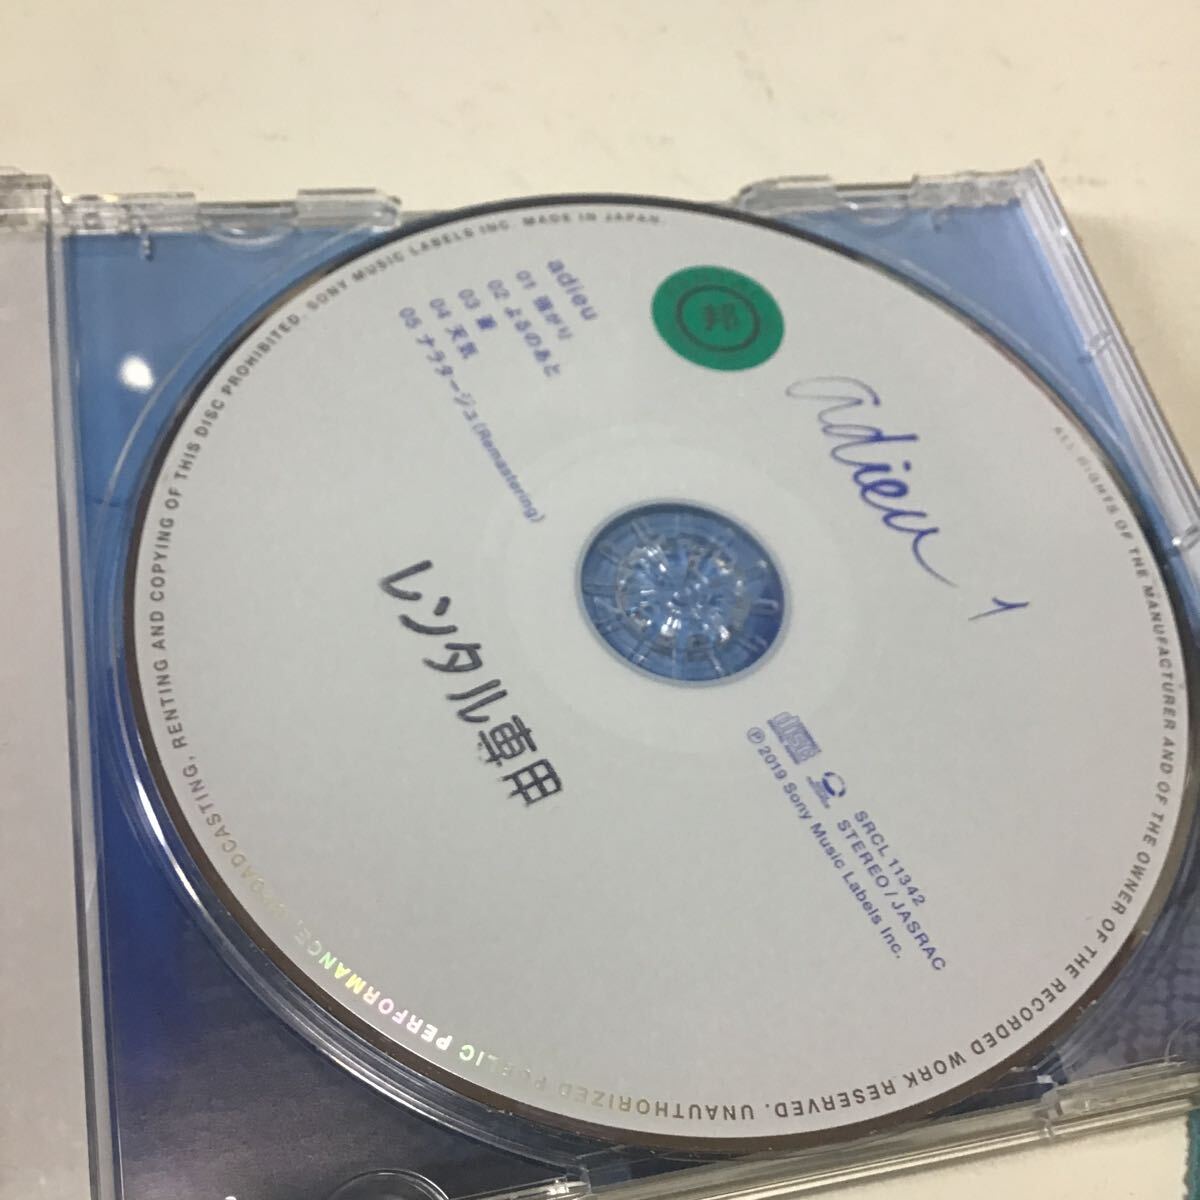 adieu 1
邦
adieu
01 強がり
02 よるのあと
03 蒼
04 天気
05 ナラタージュ(Remastering)
レンタル専用
disc
SRCL 11342
STEREO/JASRAC
℗ 2019 Sony Music Labels Inc.
ALL RIGHTS OF THE MANUFACTURER AND OF THE OWNER OF THE RECORDED WORK RESERVED. UNAUTHORIZED PUBLIC PERFORMANCE, BROADCASTING, RENTING AND COPYING OF THIS DISC PROHIBITED. SONY MUSIC LABELS INC. MADE IN JAPAN.